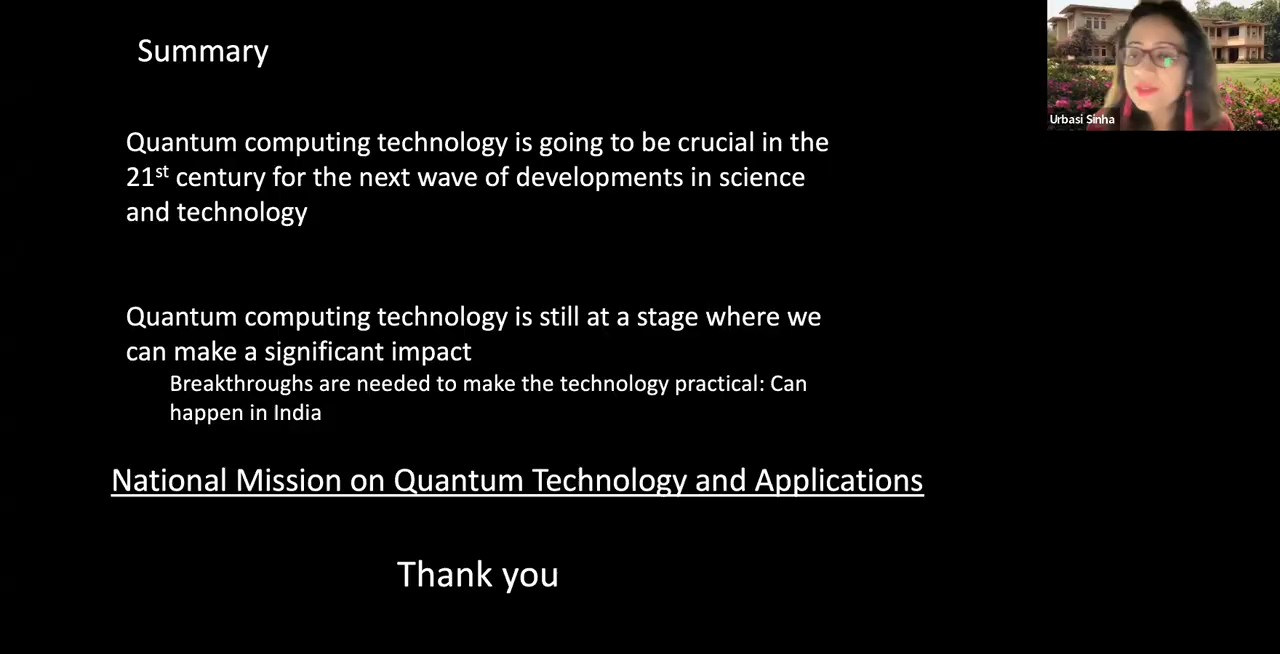 Summary
Urbasi Sinha
Quantum computing technology is going to be crucial in the
21st century for the next wave of developments in science
and technology
Quantum computing technology is still at a stage where we
can make a significant impact
Breakthroughs are needed to make the technology practical: Can
happen in India
National Mission on Quantum Technology and Applications
Thank you